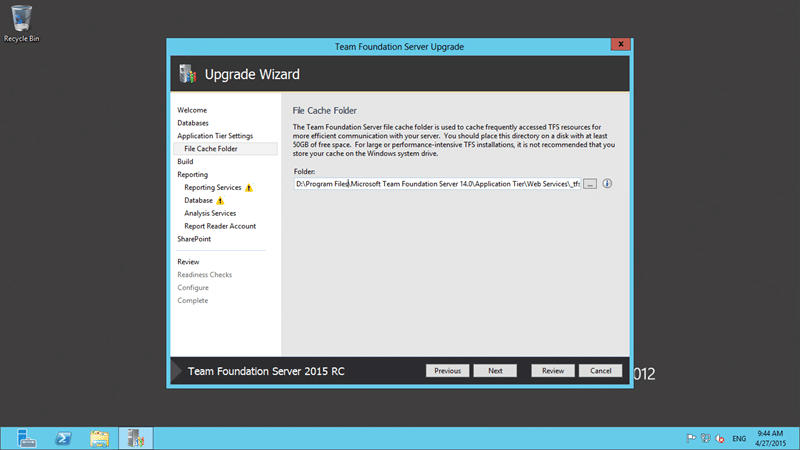 Recycle Bin
Team Foundation Server Upgrade
x
Upgrade Wizard
Welcome
Databases
Application Tier Settings
File Cache Folder
Build
Reporting
Reporting Services
Database
Analysis Services
Report Reader Account
SharePoint
Review
Readiness Checks
Configure
Complete
File Cache Folder
The Team Foundation Server file cache folder is used to cache frequently accessed TFS resources for
more efficient communication with your server. You should place this directory on a disk with at least
50GB of free space. For large or performance-intensive TFS installations, it is not recommended that you
store your cache on the Windows system drive.
Folder:
D:\Program Files\Microsoft Team Foundation Server 14.0\Application Tier\Web Services\_tfs
...
Team Foundation Server 2015 RC
Previous
Next
Review
Cancel
012
ENG
9:44 AM
4/27/2015